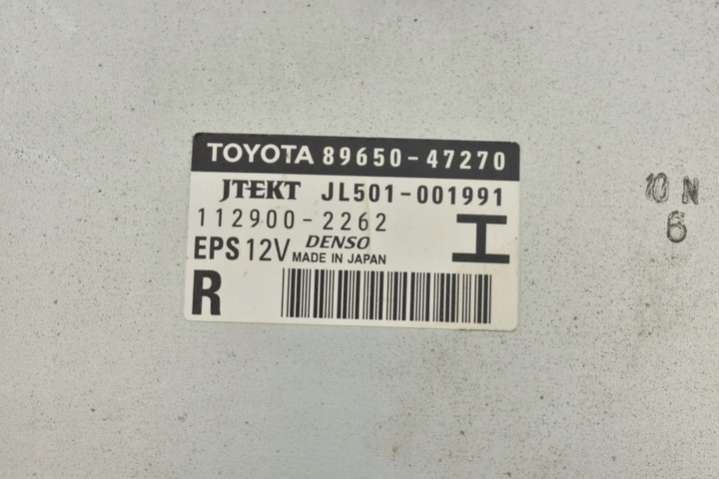 TOYOTA 89650-47270
JTEKT JL501-001991
112900-2262
EPS 12V DENSO MADE IN JAPAN
R
I
10 N
6